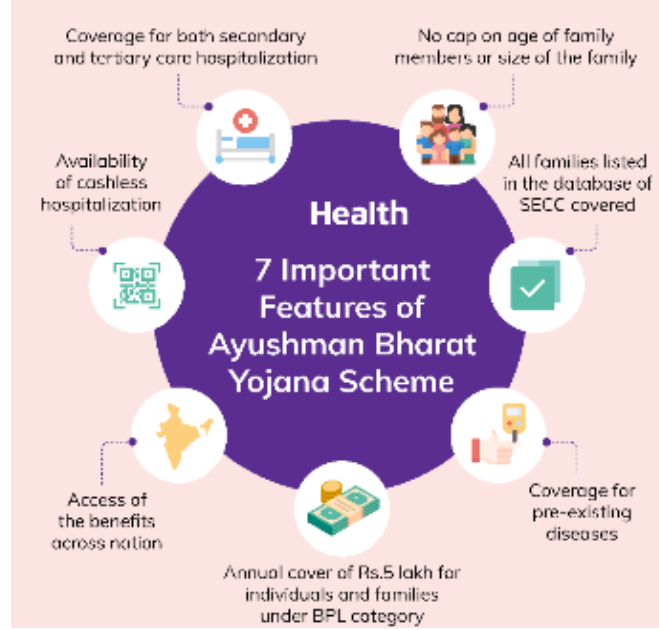 Coverage for both secondary
and tertiary care hospitalization
No cap on age of family
members or size of the family
Availability
of cashless
hospitalization
All families listed
in the database of
SECC covered
Health
7 Important
Features of
Ayushman Bharat
Yojana Scheme
Access of
the benefits
across nation
Coverage for
pre-existing
diseases
Annual cover of Rs.5 lakh for
individuals and families
under BPL category